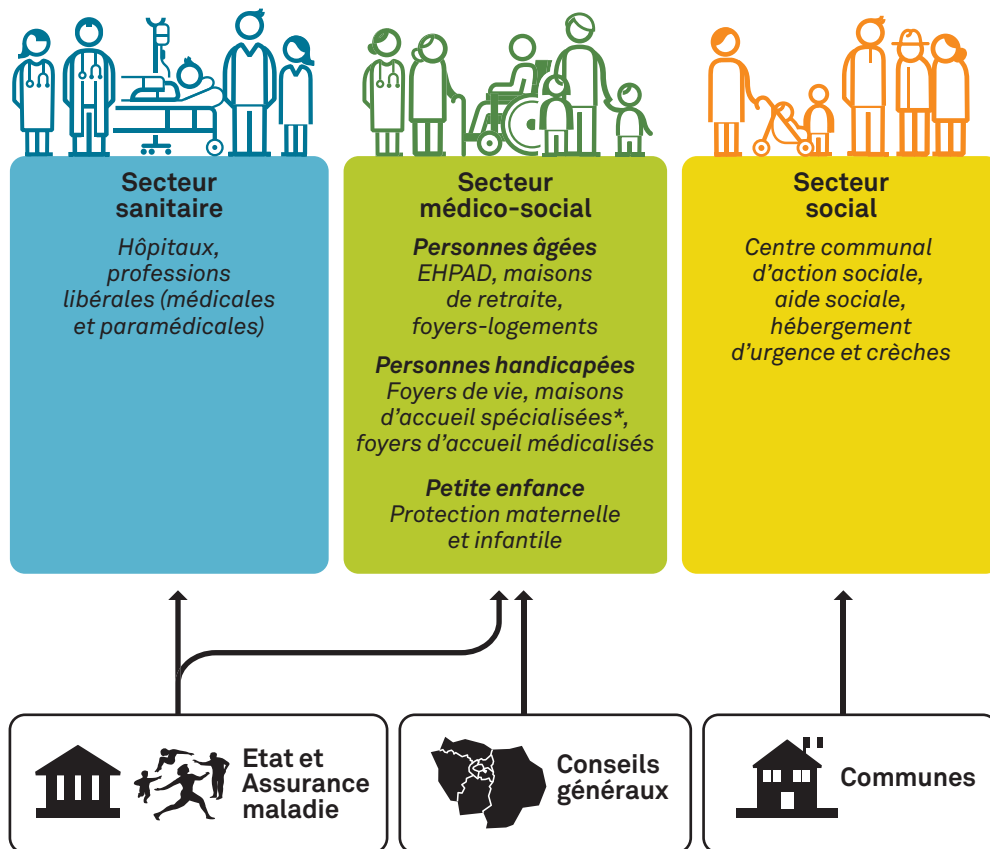 Secteur
sanitaire
Hôpitaux,
professions
libérales (médicales
et paramédicales)
Secteur
médico-social
Personnes âgées
EHPAD, maisons
de retraite,
foyers-logements
Personnes handicapées
Foyers de vie, maisons
d'accueil spécialisées*,
foyers d'accueil médicalisés
Petite enfance
Protection maternelle
et infantile
Secteur
social
Centre communal
d'action sociale,
aide sociale,
hébergement
d'urgence et crèches
Etat et
Assurance
maladie
Conseils
généraux
Communes